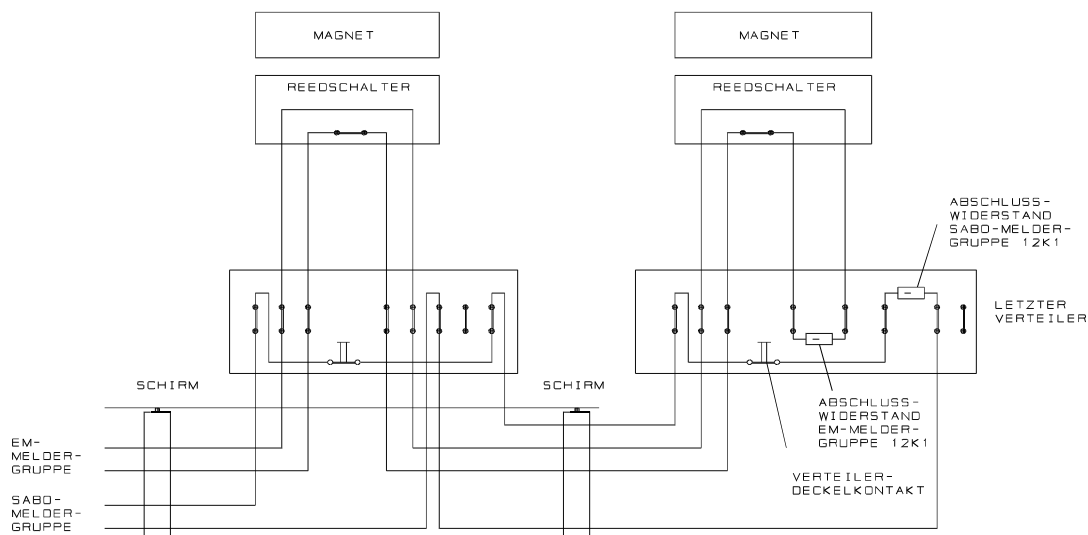 MAGNET
MAGNET
REEDSCHALTER
REEDSCHALTER
ABSCHLUSS-
WIDERSTAND
SABO-MELDER-
GRUPPE 12K1
LETZTER
VERTEILER
SCHIRM
SCHIRM
ABSCHLUSS-
WIDERSTAND
EM-MELDER-
GRUPPE 12K1
EM-
MELDER-
GRUPPE
VERTEILER-
DECKELKONTAKT
SABO-
MELDER-
GRUPPE